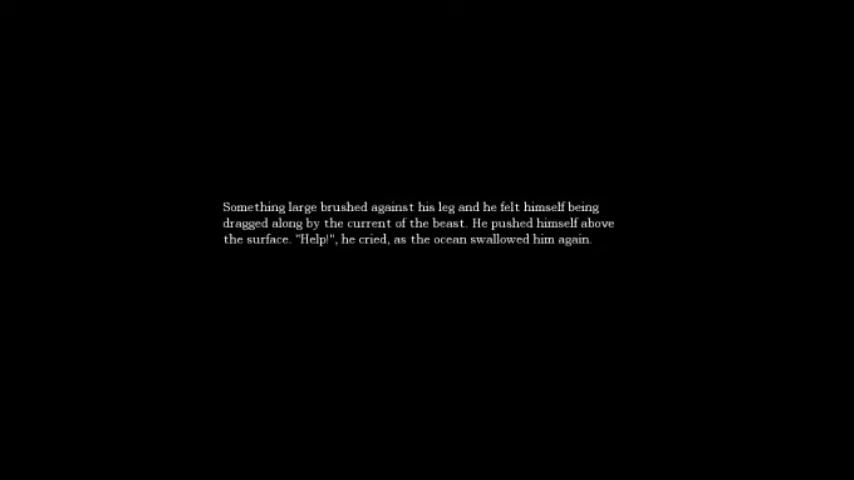 Something large brushed against his leg and he felt himself being
dragged along by the current of the beast. He pushed himself above
the surface. "Help!", he cried, as the ocean swallowed him again.